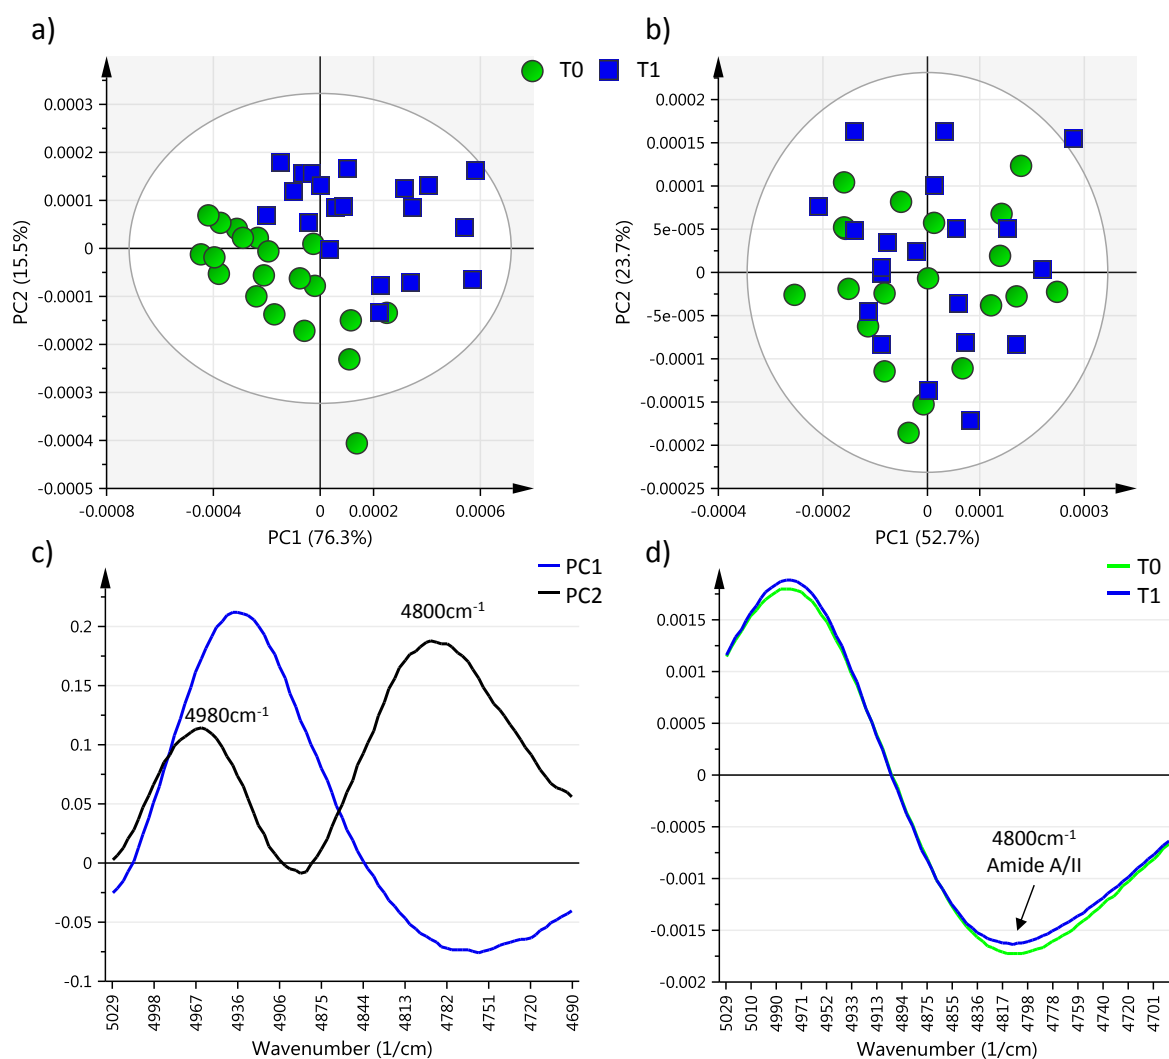 a)
T0 T1
0.0003
0.0002
0.0001
0
-0.0001
-0.0002
-0.0003
-0.0004
-0.0005
PC2 (15.5%)
-0.0008 -0.0004 0 0.0002 0.0006
PC1 (76.3%)
b)
0.0002
0.00015
0.0001
5e-005
0
-5e-005
-0.0001
-0.00015
-0.0002
-0.00025
PC2 (23.7%)
-0.0004 -0.0002 0 0.0001 0.0003
PC1 (52.7%)
c)
PC1
PC2
4800cm-1
4980cm-1
0.2
0.15
0.1
0.05
0
-0.05
-0.1
5029 4998 4967 4936 4906 4875 4844 4813 4782 4751 4720 4690
Wavenumber (1/cm)
d)
T0
T1
0.0015
0.001
0.0005
0
-0.0005
-0.001
-0.0015
-0.002
4800cm-1
Amide A/II
5029 5010 4990 4971 4952 4933 4913 4894 4875 4855 4836 4817 4798 4778 4759 4740 4720 4701
Wavenumber (1/cm)